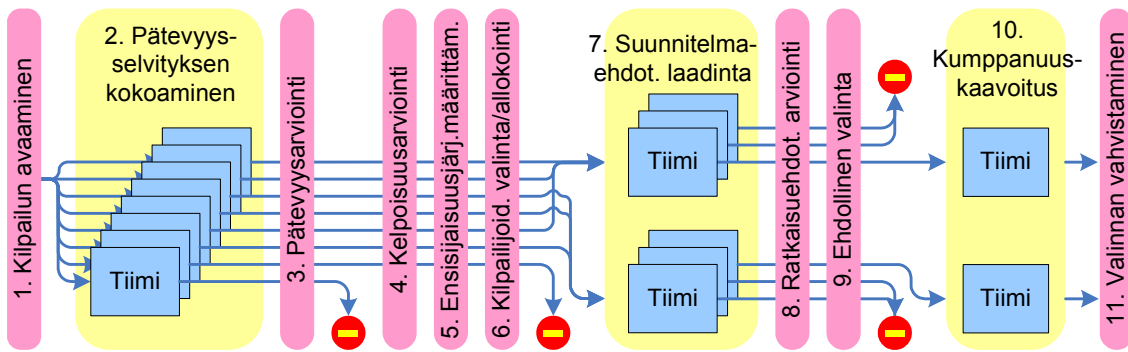 1. Kilpailun avaaminen
2. Pätevyys-
selvityksen
kokoaminen
Tiimi
3. Pätevyysarviointi
4. Kelpoisuusarviointi
5. Ensisijaisuusjärj.määrittäm.
6. Kilpailijoid. valinta/allokointi
7. Suunnitelma-
ehdot. laadinta
Tiimi
Tiimi
8. Ratkaisuehdot. arviointi
9. Ehdollinen valinta
10.
Kumppanuus-
kaavoitus
Tiimi
Tiimi
11. Valinnan vahvistaminen